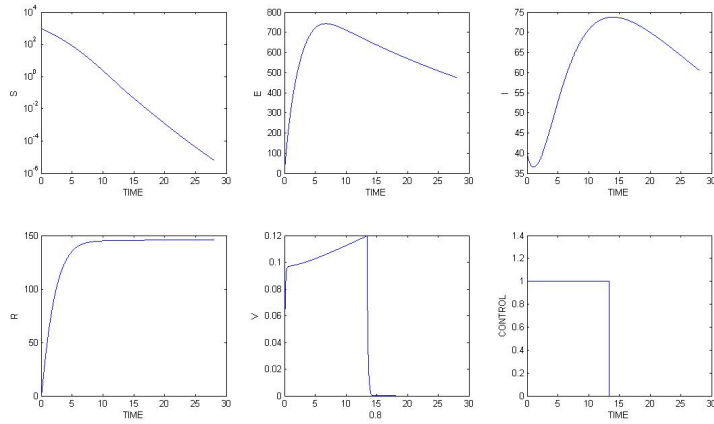 10^4
10^2
10^0
10^-2
10^-4
10^-6
S
0 5 10 15 20 25 30
TIME
800
700
600
500
400
300
200
100
0
E
0 5 10 15 20 25 30
TIME
75
70
65
60
55
50
45
40
35
I
0 5 10 15 20 25 30
TIME
150
100
50
0
R
0 5 10 15 20 25 30
TIME
0.12
0.1
0.08
0.06
0.04
0.02
0
V
0 5 10 15 20 25 30
0.8
1.4
1.2
1
0.8
0.6
0.4
0.2
0
CONTROL
0 5 10 15 20 25 30
TIME